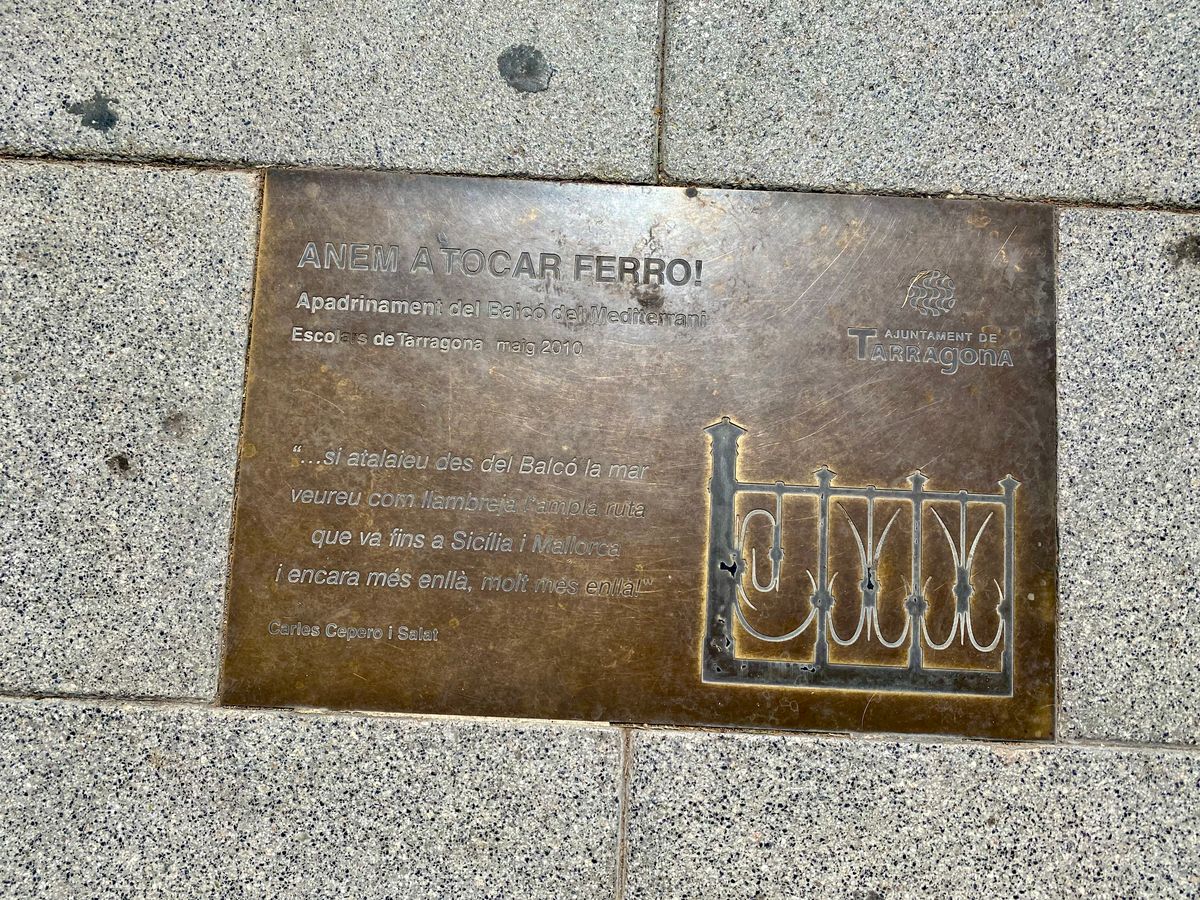 ANEM A TOCAR FERRO!
Apadrinament del Balcó del Mediterrani
Escolars de Tarragona maig 2010
AJUNTAMENT DE
TARRAGONA
“...si atalaieu des del Balcó la mar
veureu com llambreja l'ampla ruta
que va fins a Sicília i Mallorca
i encara més enllà, molt més enllà!”
Carles Cepero i Salat